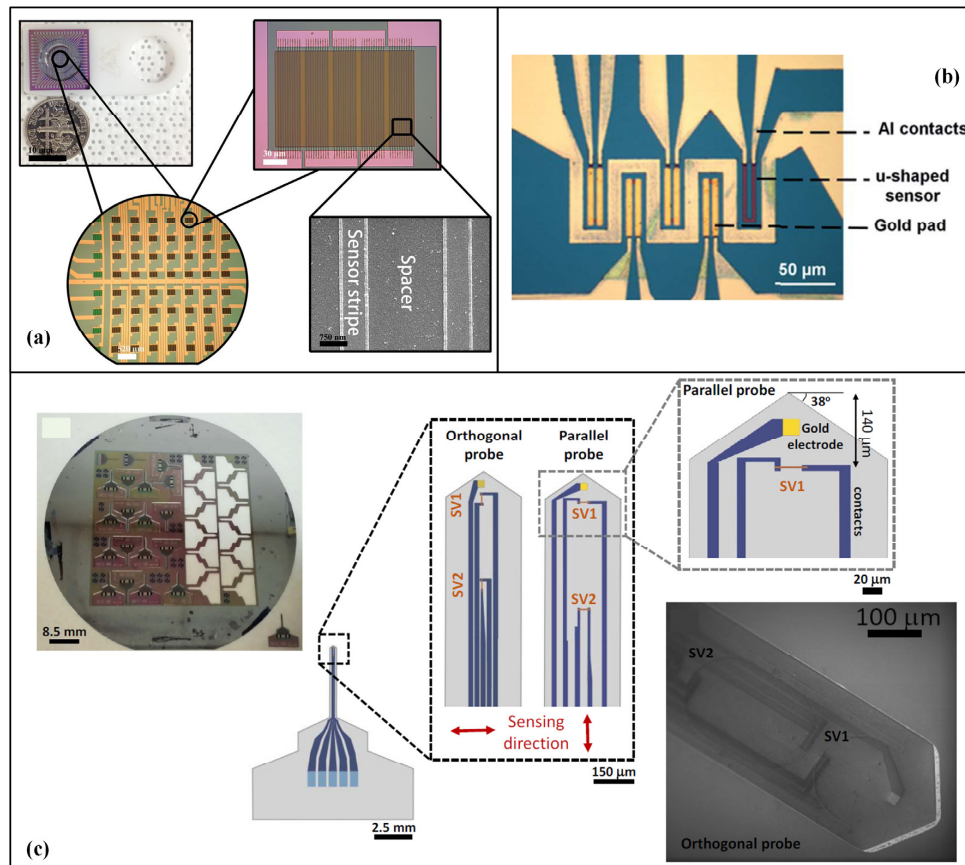 10 mm
30 µm
Sensor stripe
Spacer
750 nm
(a)
(b)
Al contacts
u-shaped
sensor
Gold pad
50 µm
8.5 mm
2.5 mm
(c)
Orthogonal
probe
Parallel
probe
SV1
SV1
SV2
SV2
Sensing
direction
150 µm
Parallel probe
38º
140 µm
Gold
electrode
SV1
contacts
20 µm
100 µm
SV2
SV1
Orthogonal probe